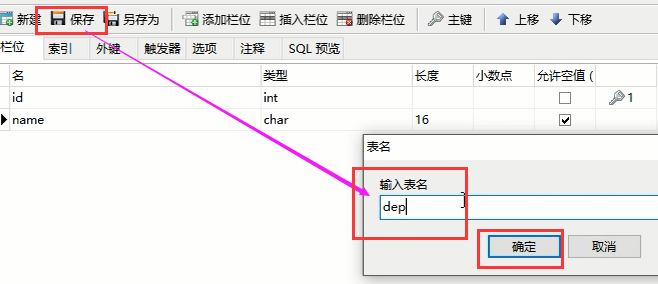 新建 保存 另存为 添加栏位 插入栏位 删除栏位 主键 上移 下移
栏位 索引 外键 触发器 选项 注释 SQL 预览
名 类型 长度 小数点 允许空值 (
id int 1
name char 16
表名
输入表名
dep
确定 取消